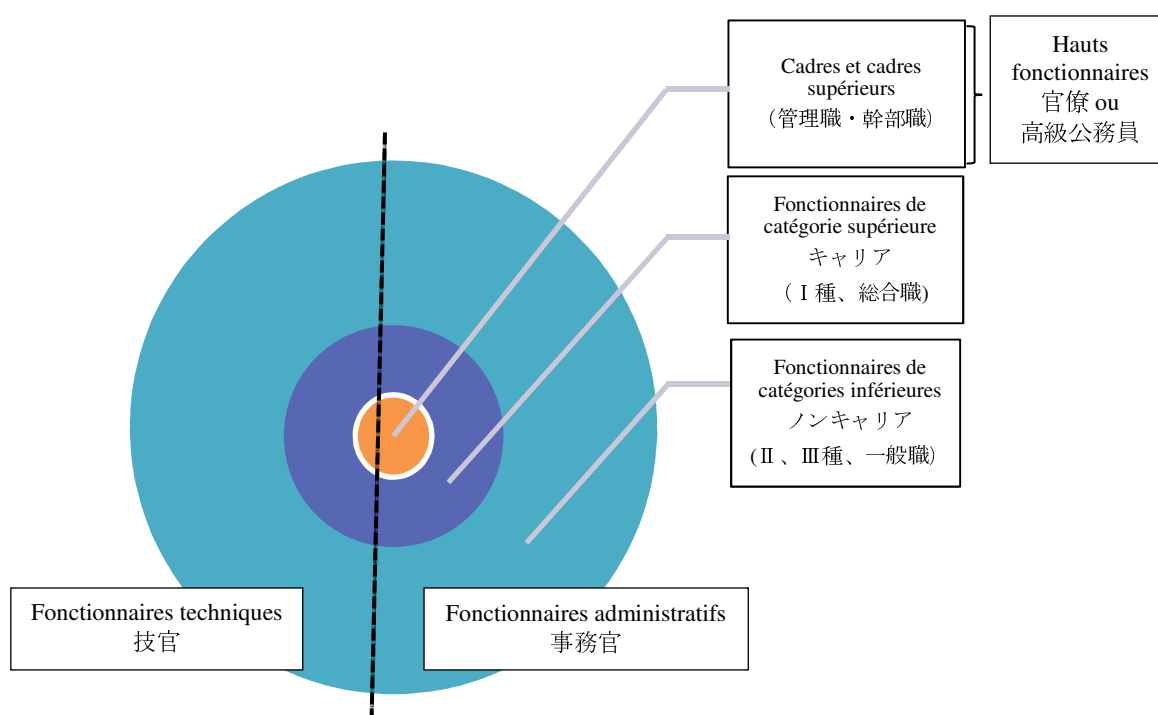 Cadres et cadres
supérieurs
（管理職・幹部職）
Hauts
fonctionnaires
官僚 ou
高級公務員
Fonctionnaires de
catégorie supérieure
キャリア
（Ⅰ種、総合職)
Fonctionnaires de
catégories inférieures
ノンキャリア
(Ⅱ、Ⅲ種、一般職）
Fonctionnaires techniques
技官
Fonctionnaires administratifs
事務官